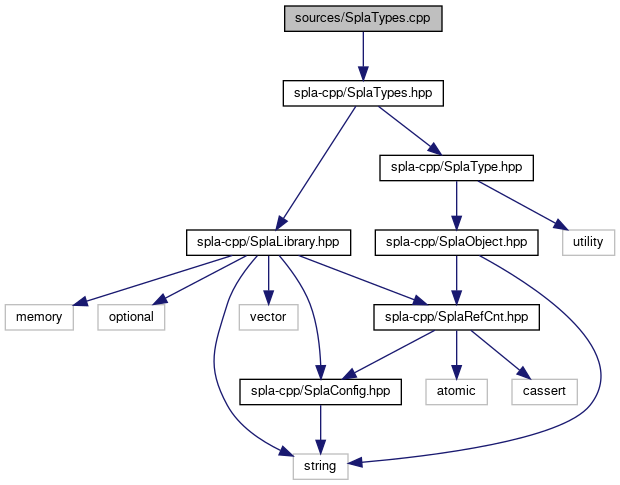 sources/SplaTypes.cpp
spla-cpp/SplaTypes.hpp
spla-cpp/SplaType.hpp
spla-cpp/SplaLibrary.hpp
spla-cpp/SplaObject.hpp
utility
memory
optional
vector
spla-cpp/SplaRefCnt.hpp
spla-cpp/SplaConfig.hpp
atomic
cassert
string